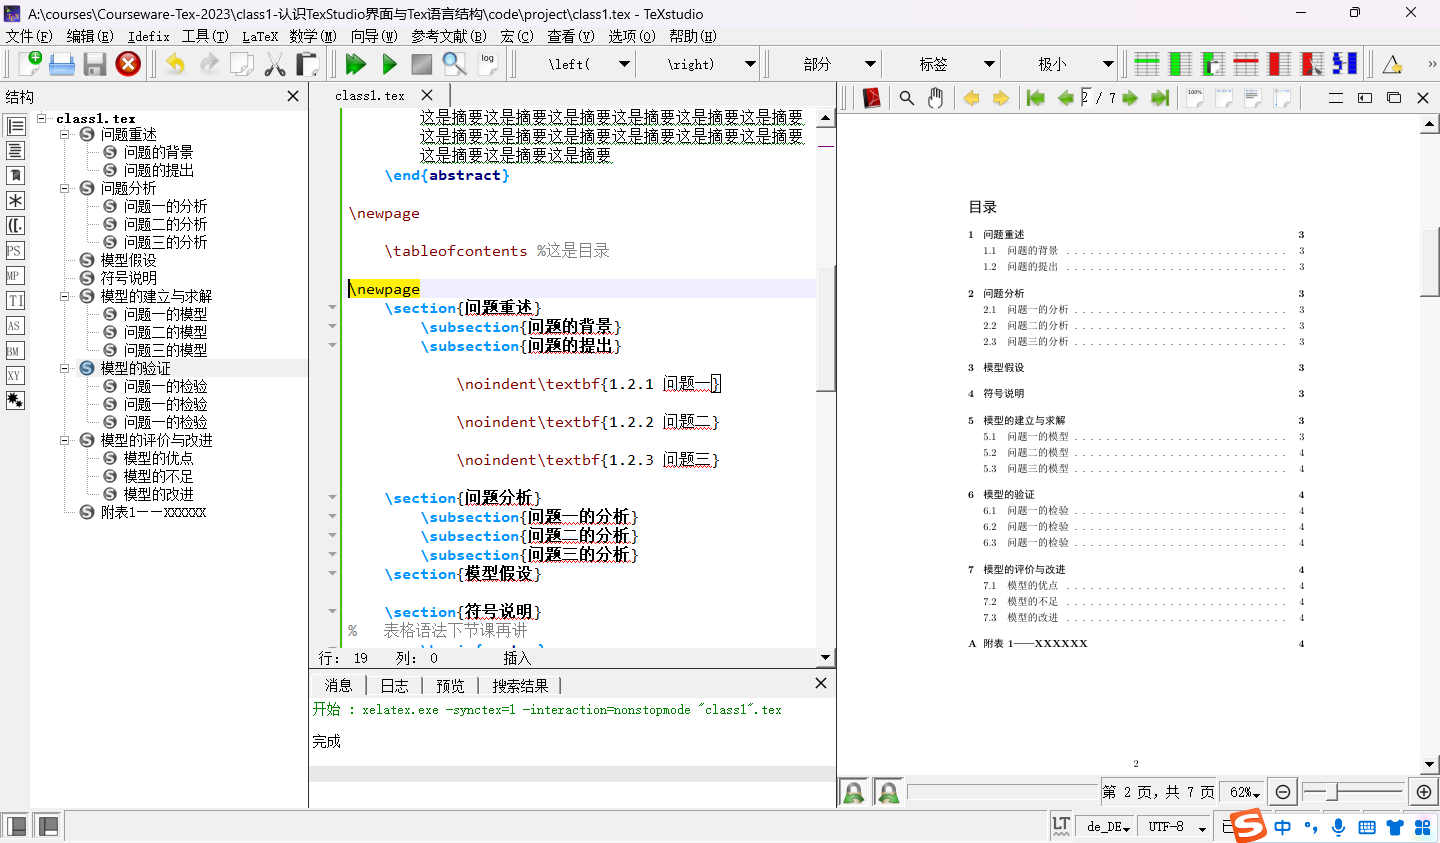 A:\courses\Courseware-Tex-2023\class1-认识TexStudio界面与Tex语言结构\code\project\class1.tex - TeXstudio
文件(F) 编辑(E) Idefix 工具(T) LaTeX 数学(M) 向导(W) 参考文献(B) 宏(C) 查看(V) 选项(O) 帮助(H)
log \left( \right) 部分 标签 极小
结构
class1.tex
问题重述
问题的背景
问题的提出
问题分析
问题一的分析
问题二的分析
问题三的分析
模型假设
符号说明
模型的建立与求解
问题一的模型
问题二的模型
问题三的模型
模型的验证
问题一的检验
问题一的检验
问题一的检验
模型的评价与改进
模型的优点
模型的不足
模型的改进
附表1——XXXXXX
PS
MP
TI
AS
BM
XY
class1.tex
这是摘要这是摘要这是摘要这是摘要这是摘要这是摘要
这是摘要这是摘要这是摘要这是摘要这是摘要这是摘要
这是摘要这是摘要这是摘要
\end{abstract}
\newpage
\tableofcontents %这是目录
\newpage
\section{问题重述}
\subsection{问题的背景}
\subsection{问题的提出}
\noindent\textbf{1.2.1 问题一}
\noindent\textbf{1.2.2 问题二}
\noindent\textbf{1.2.3 问题三}
\section{问题分析}
\subsection{问题一的分析}
\subsection{问题二的分析}
\subsection{问题三的分析}
\section{模型假设}
\section{符号说明}
% 表格语法下节课再讲
行: 19 列: 0 插入
消息 日志 预览 搜索结果
开始 : xelatex.exe -synctex=1 -interaction=nonstopmode "class1".tex
完成
2 / 7 100%
目录
1 问题重述 3
1.1 问题的背景 . . . . . . . . . . . . . . . . . . . . 3
1.2 问题的提出 . . . . . . . . . . . . . . . . . . . . 3
2 问题分析 3
2.1 问题一的分析 . . . . . . . . . . . . . . . . . . . . 3
2.2 问题二的分析 . . . . . . . . . . . . . . . . . . . . 3
2.3 问题三的分析 . . . . . . . . . . . . . . . . . . . . 3
3 模型假设 3
4 符号说明 3
5 模型的建立与求解 3
5.1 问题一的模型 . . . . . . . . . . . . . . . . . . . . 3
5.2 问题二的模型 . . . . . . . . . . . . . . . . . . . . 4
5.3 问题三的模型 . . . . . . . . . . . . . . . . . . . . 4
6 模型的验证 4
6.1 问题一的检验 . . . . . . . . . . . . . . . . . . . . 4
6.2 问题一的检验 . . . . . . . . . . . . . . . . . . . . 4
6.3 问题一的检验 . . . . . . . . . . . . . . . . . . . . 4
7 模型的评价与改进 4
7.1 模型的优点 . . . . . . . . . . . . . . . . . . . . 4
7.2 模型的不足 . . . . . . . . . . . . . . . . . . . . 4
7.3 模型的改进 . . . . . . . . . . . . . . . . . . . . 4
A 附表 1——XXXXXX 4
2
第 2 页，共 7 页 62%
LT de_DE UTF-8 中